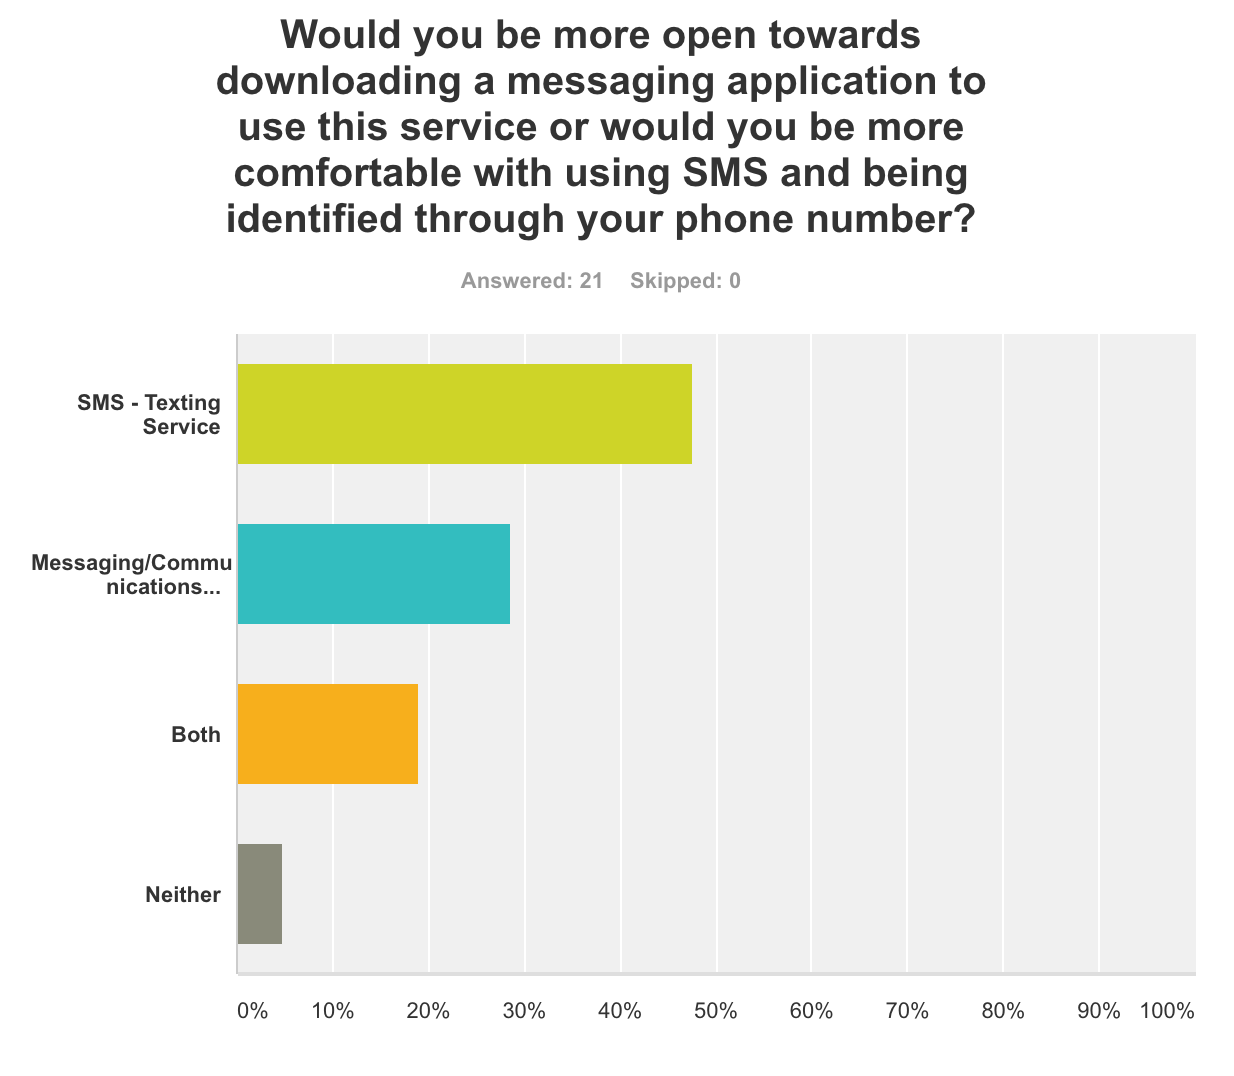 Would you be more open towards
downloading a messaging application to
use this service or would you be more
comfortable with using SMS and being
identified through your phone number?
Answered: 21 Skipped: 0
SMS - Texting
Service
Messaging/Commu
nications...
Both
Neither
0% 10% 20% 30% 40% 50% 60% 70% 80% 90% 100%